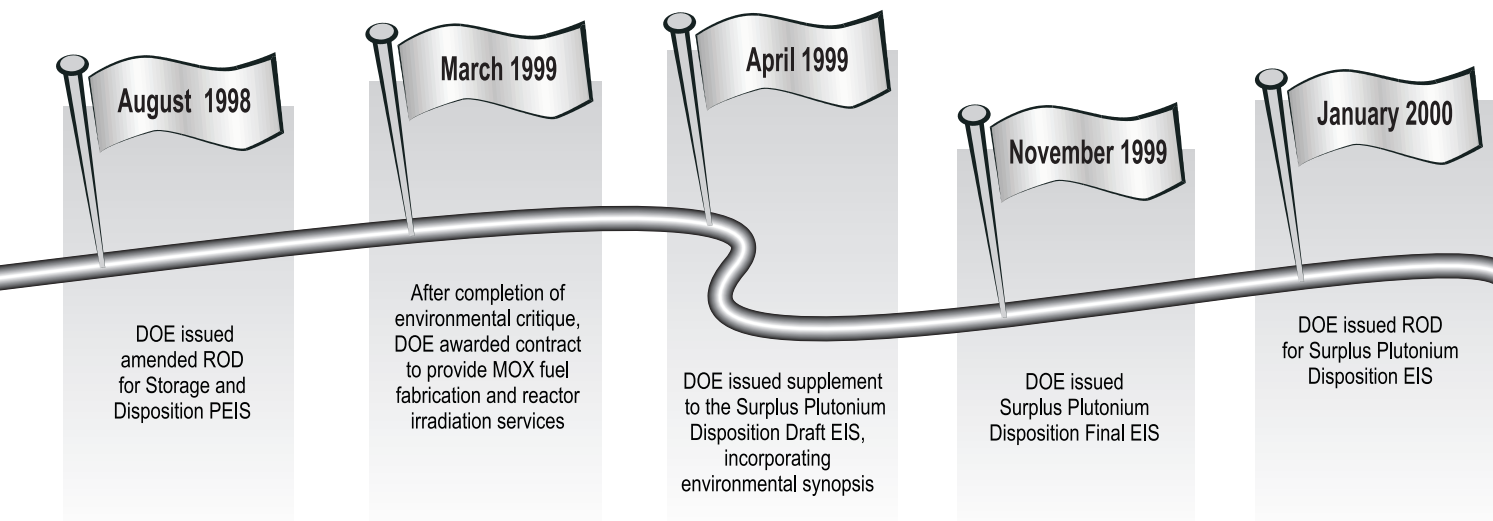 August 1998
DOE issued
amended ROD
for Storage and
Disposition PEIS
March 1999
After completion of
environmental critique,
DOE awarded contract
to provide MOX fuel
fabrication and reactor
irradiation services
April 1999
DOE issued supplement
to the Surplus Plutonium
Disposition Draft EIS,
incorporating
environmental synopsis
November 1999
DOE issued
Surplus Plutonium
Disposition Final EIS
January 2000
DOE issued ROD
for Surplus Plutonium
Disposition EIS